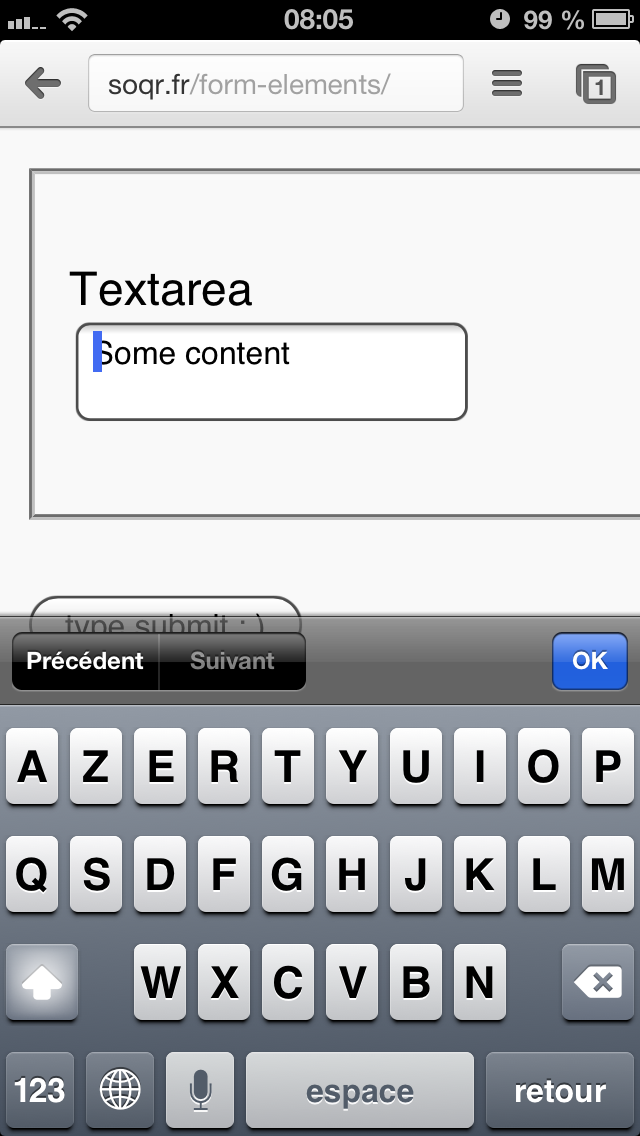 08:05 99 %
soqr.fr/form-elements/ 1
Textarea
Some content
type submit : )
Précédent Suivant OK
A Z E R T Y U I O P
Q S D F G H J K L M
W X C V B N
123 espace retour